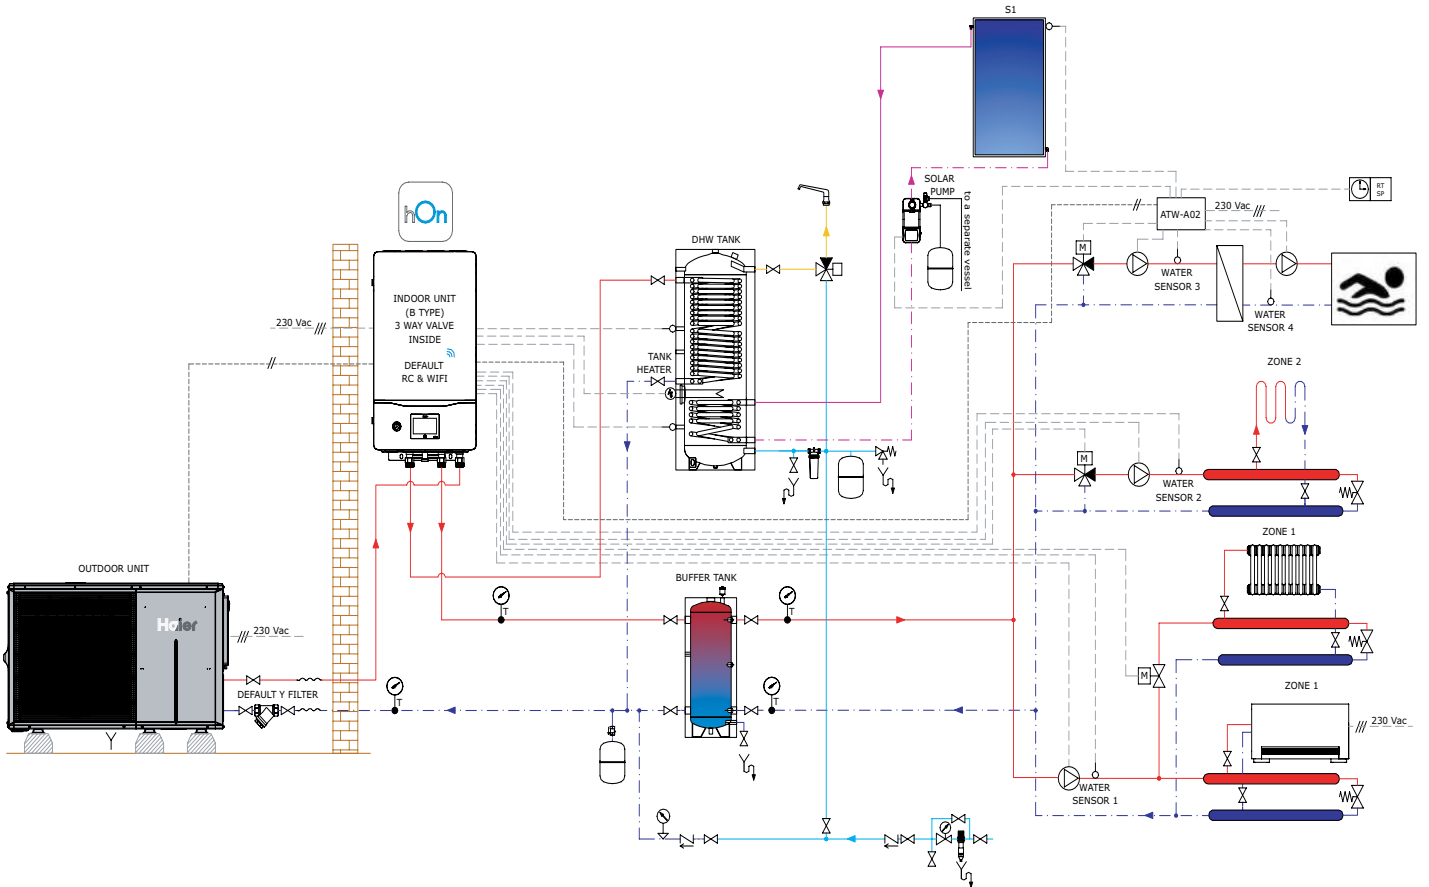 S1
SOLAR
PUMP
to a separate vessel
RT
SP
ATW-A02
230 Vac
hOn
DHW TANK
M
WATER
SENSOR 3
WATER
SENSOR 4
INDOOR UNIT
(B TYPE)
3 WAY VALVE
INSIDE
DEFAULT
RC & WIFI
230 Vac
TANK
HEATER
ZONE 2
M
WATER
SENSOR 2
ZONE 1
OUTDOOR UNIT
BUFFER TANK
T
T
Haier
230 Vac
M
DEFAULT Y FILTER
T
T
ZONE 1
230 Vac
WATER
SENSOR 1